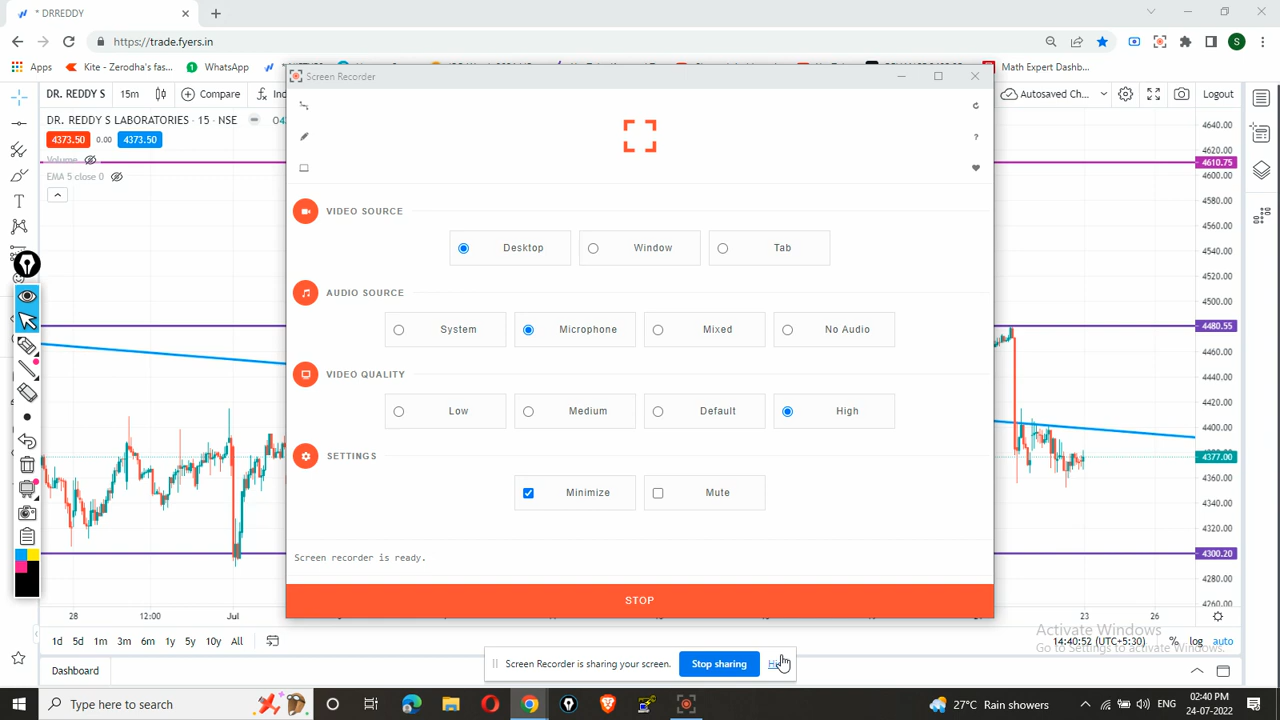 * DRREDDY
https://trade.fyers.in
Apps
Kite - Zerodha's fas...
WhatsApp
Math Expert Dashb...
Screen Recorder
DR. REDDY S
15m
Compare
Autosaved Ch...
Logout
DR. REDDY S LABORATORIES · 15 · NSE
4373.50
0.00
4373.50
Volume
EMA 5 close 0
VIDEO SOURCE
Desktop
Window
Tab
AUDIO SOURCE
System
Microphone
Mixed
No Audio
VIDEO QUALITY
Low
Medium
Default
High
SETTINGS
Minimize
Mute
Screen recorder is ready.
STOP
4640.00
4620.00
4610.75
4600.00
4580.00
4560.00
4540.00
4520.00
4500.00
4480.55
4460.00
4440.00
4420.00
4400.00
4377.00
4360.00
4340.00
4320.00
4300.20
4280.00
4260.00
28
12:00
Jul
23
26
1d
5d
1m
3m
6m
1y
5y
10y
All
14:40:52 (UTC+5:30)
%
log
auto
Activate Windows
Go to Settings to activate Windows.
Screen Recorder is sharing your screen.
Stop sharing
Dashboard
Type here to search
27°C Rain showers
ENG
02:40 PM
24-07-2022